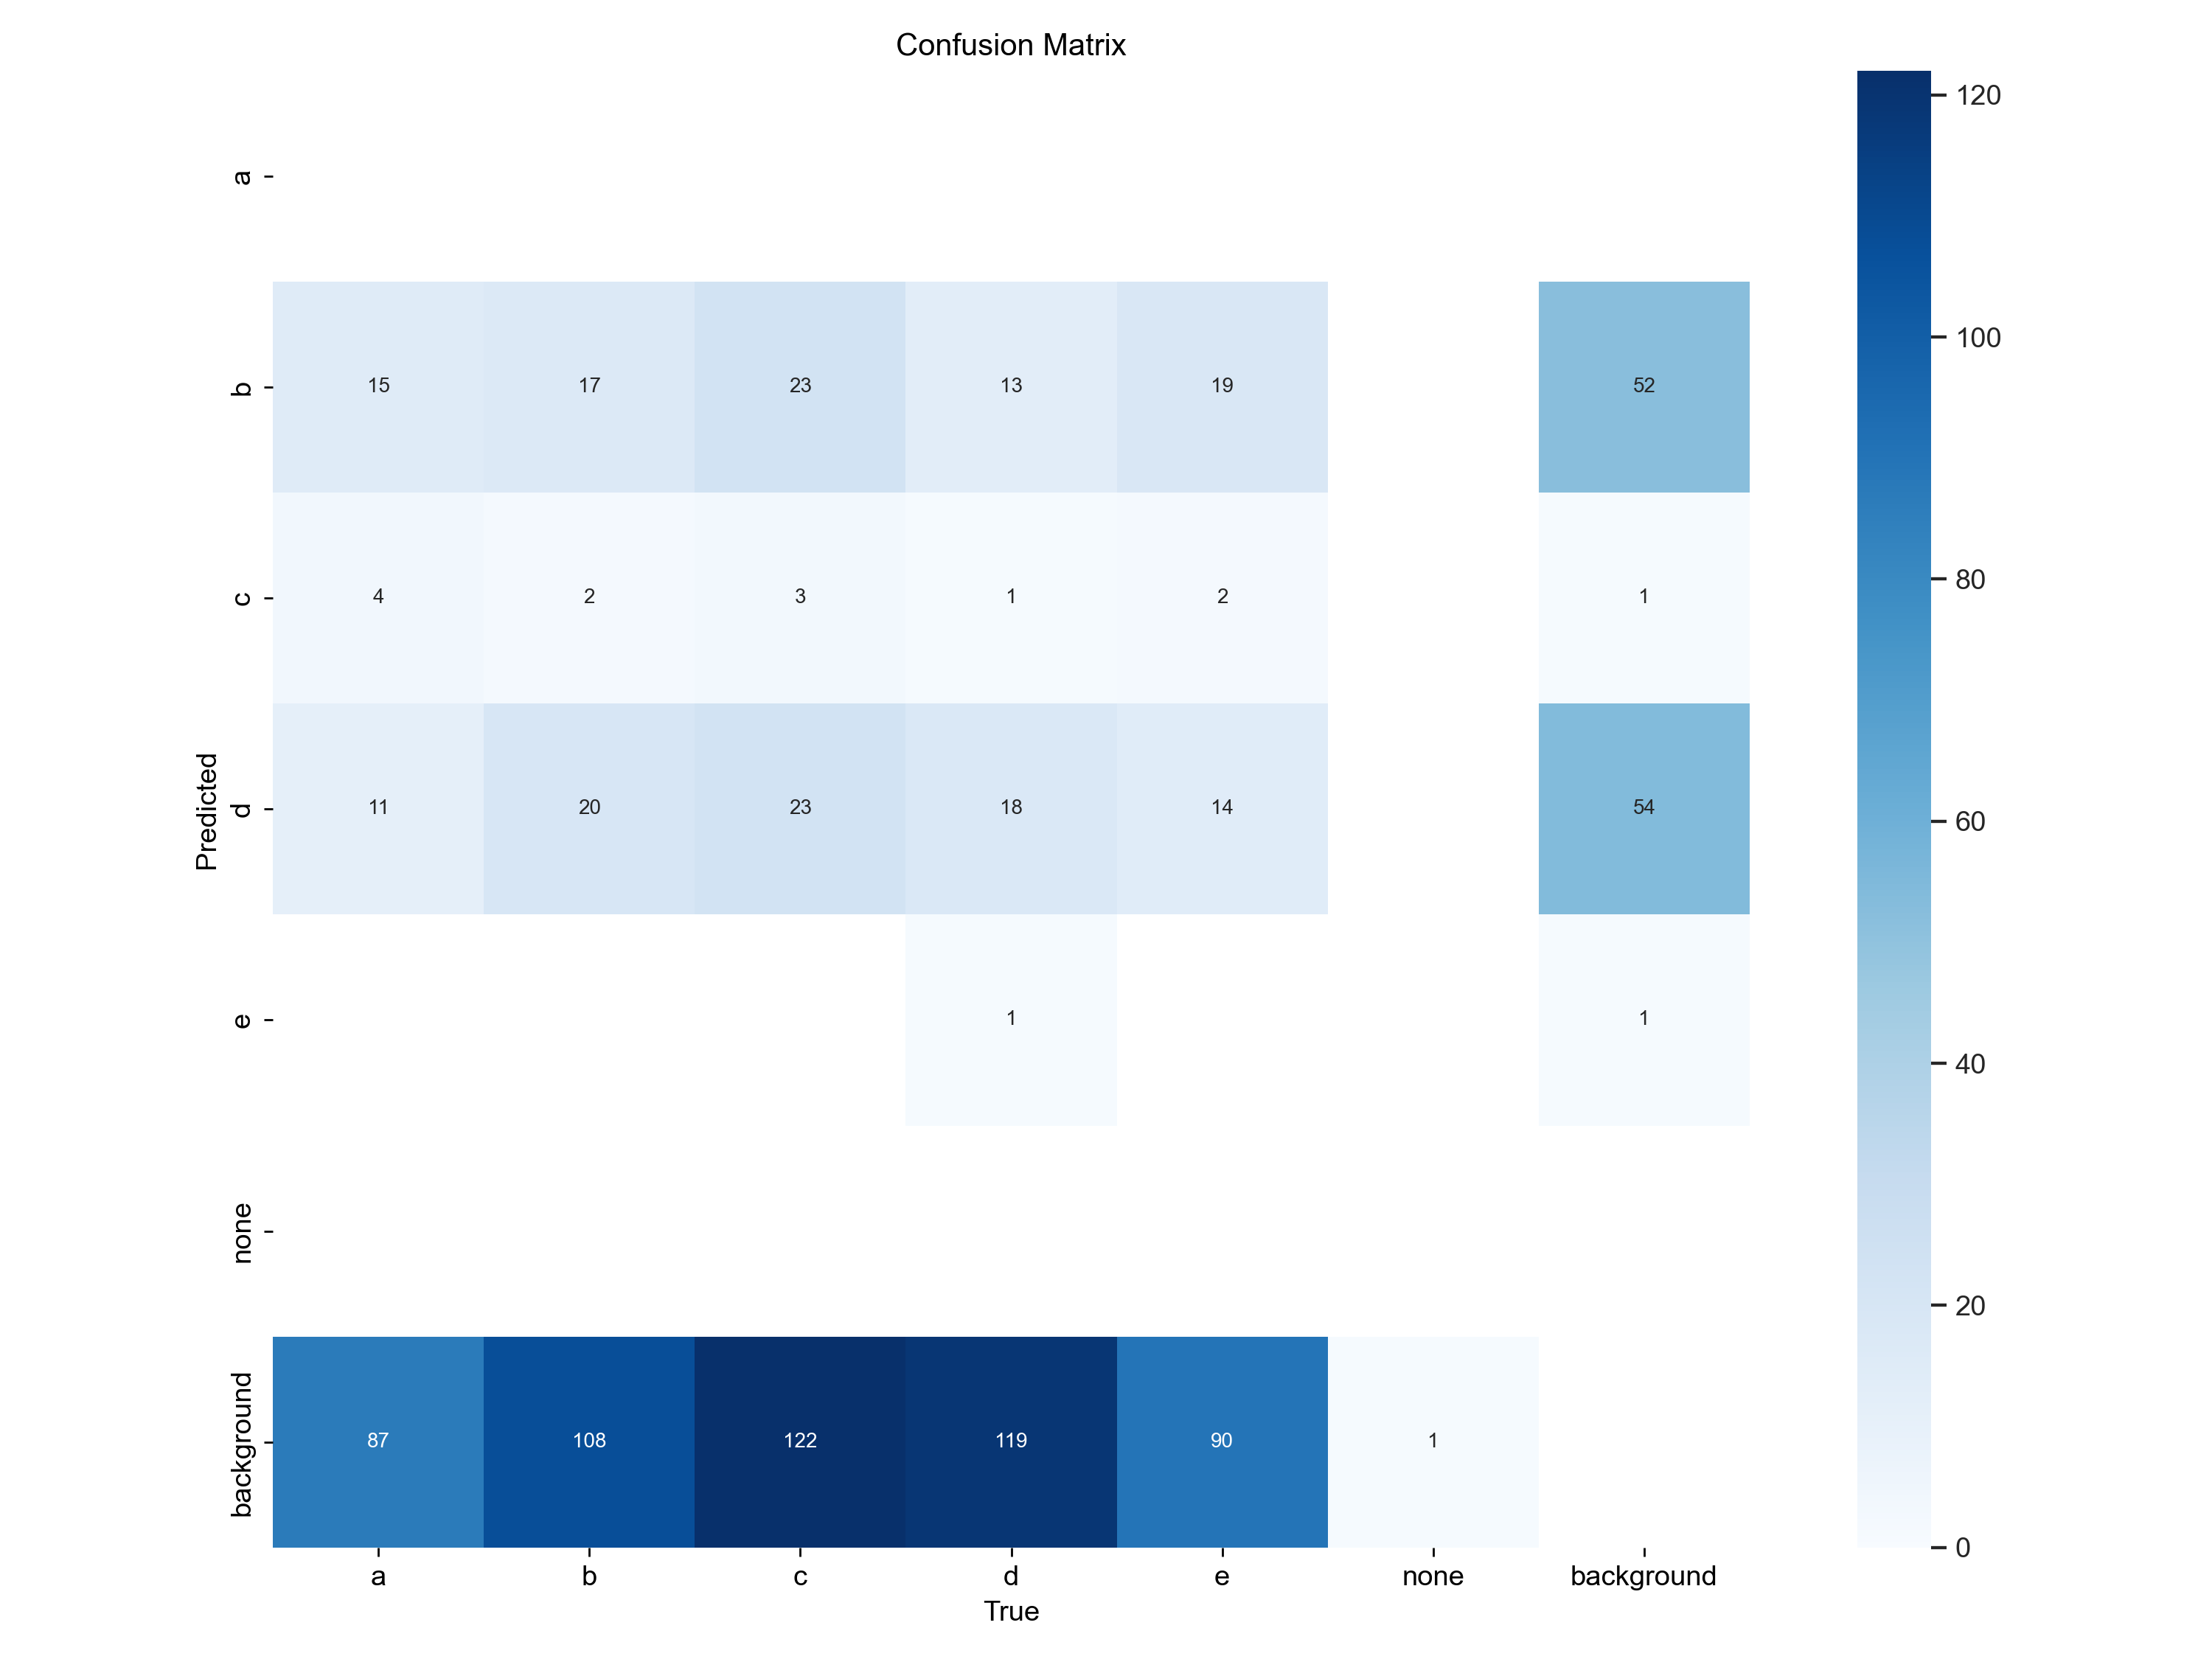 Confusion Matrix
120
a
100
b
15 17 23 13 19 52
80
c
4 2 3 1 2 1
60
Predicted
d
11 20 23 18 14 54
40
e
1 1
20
none
background
87 108 122 119 90 1
0
a b c d e none background
True